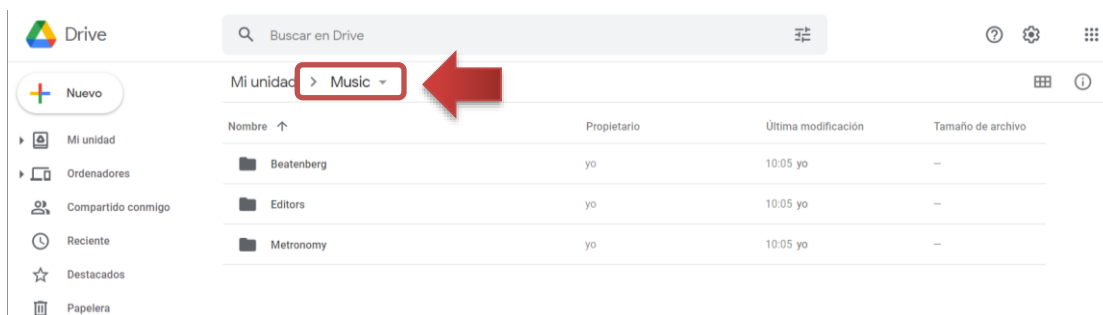 Drive
Buscar en Drive
Nuevo
Mi unidad > Music
Nombre Propietario Última modificación Tamaño de archivo
Mi unidad
Beatenberg yo 10:05 yo —
Ordenadores
Compartido conmigo
Editors yo 10:05 yo —
Reciente
Metronomy yo 10:05 yo —
Destacados
Papelera